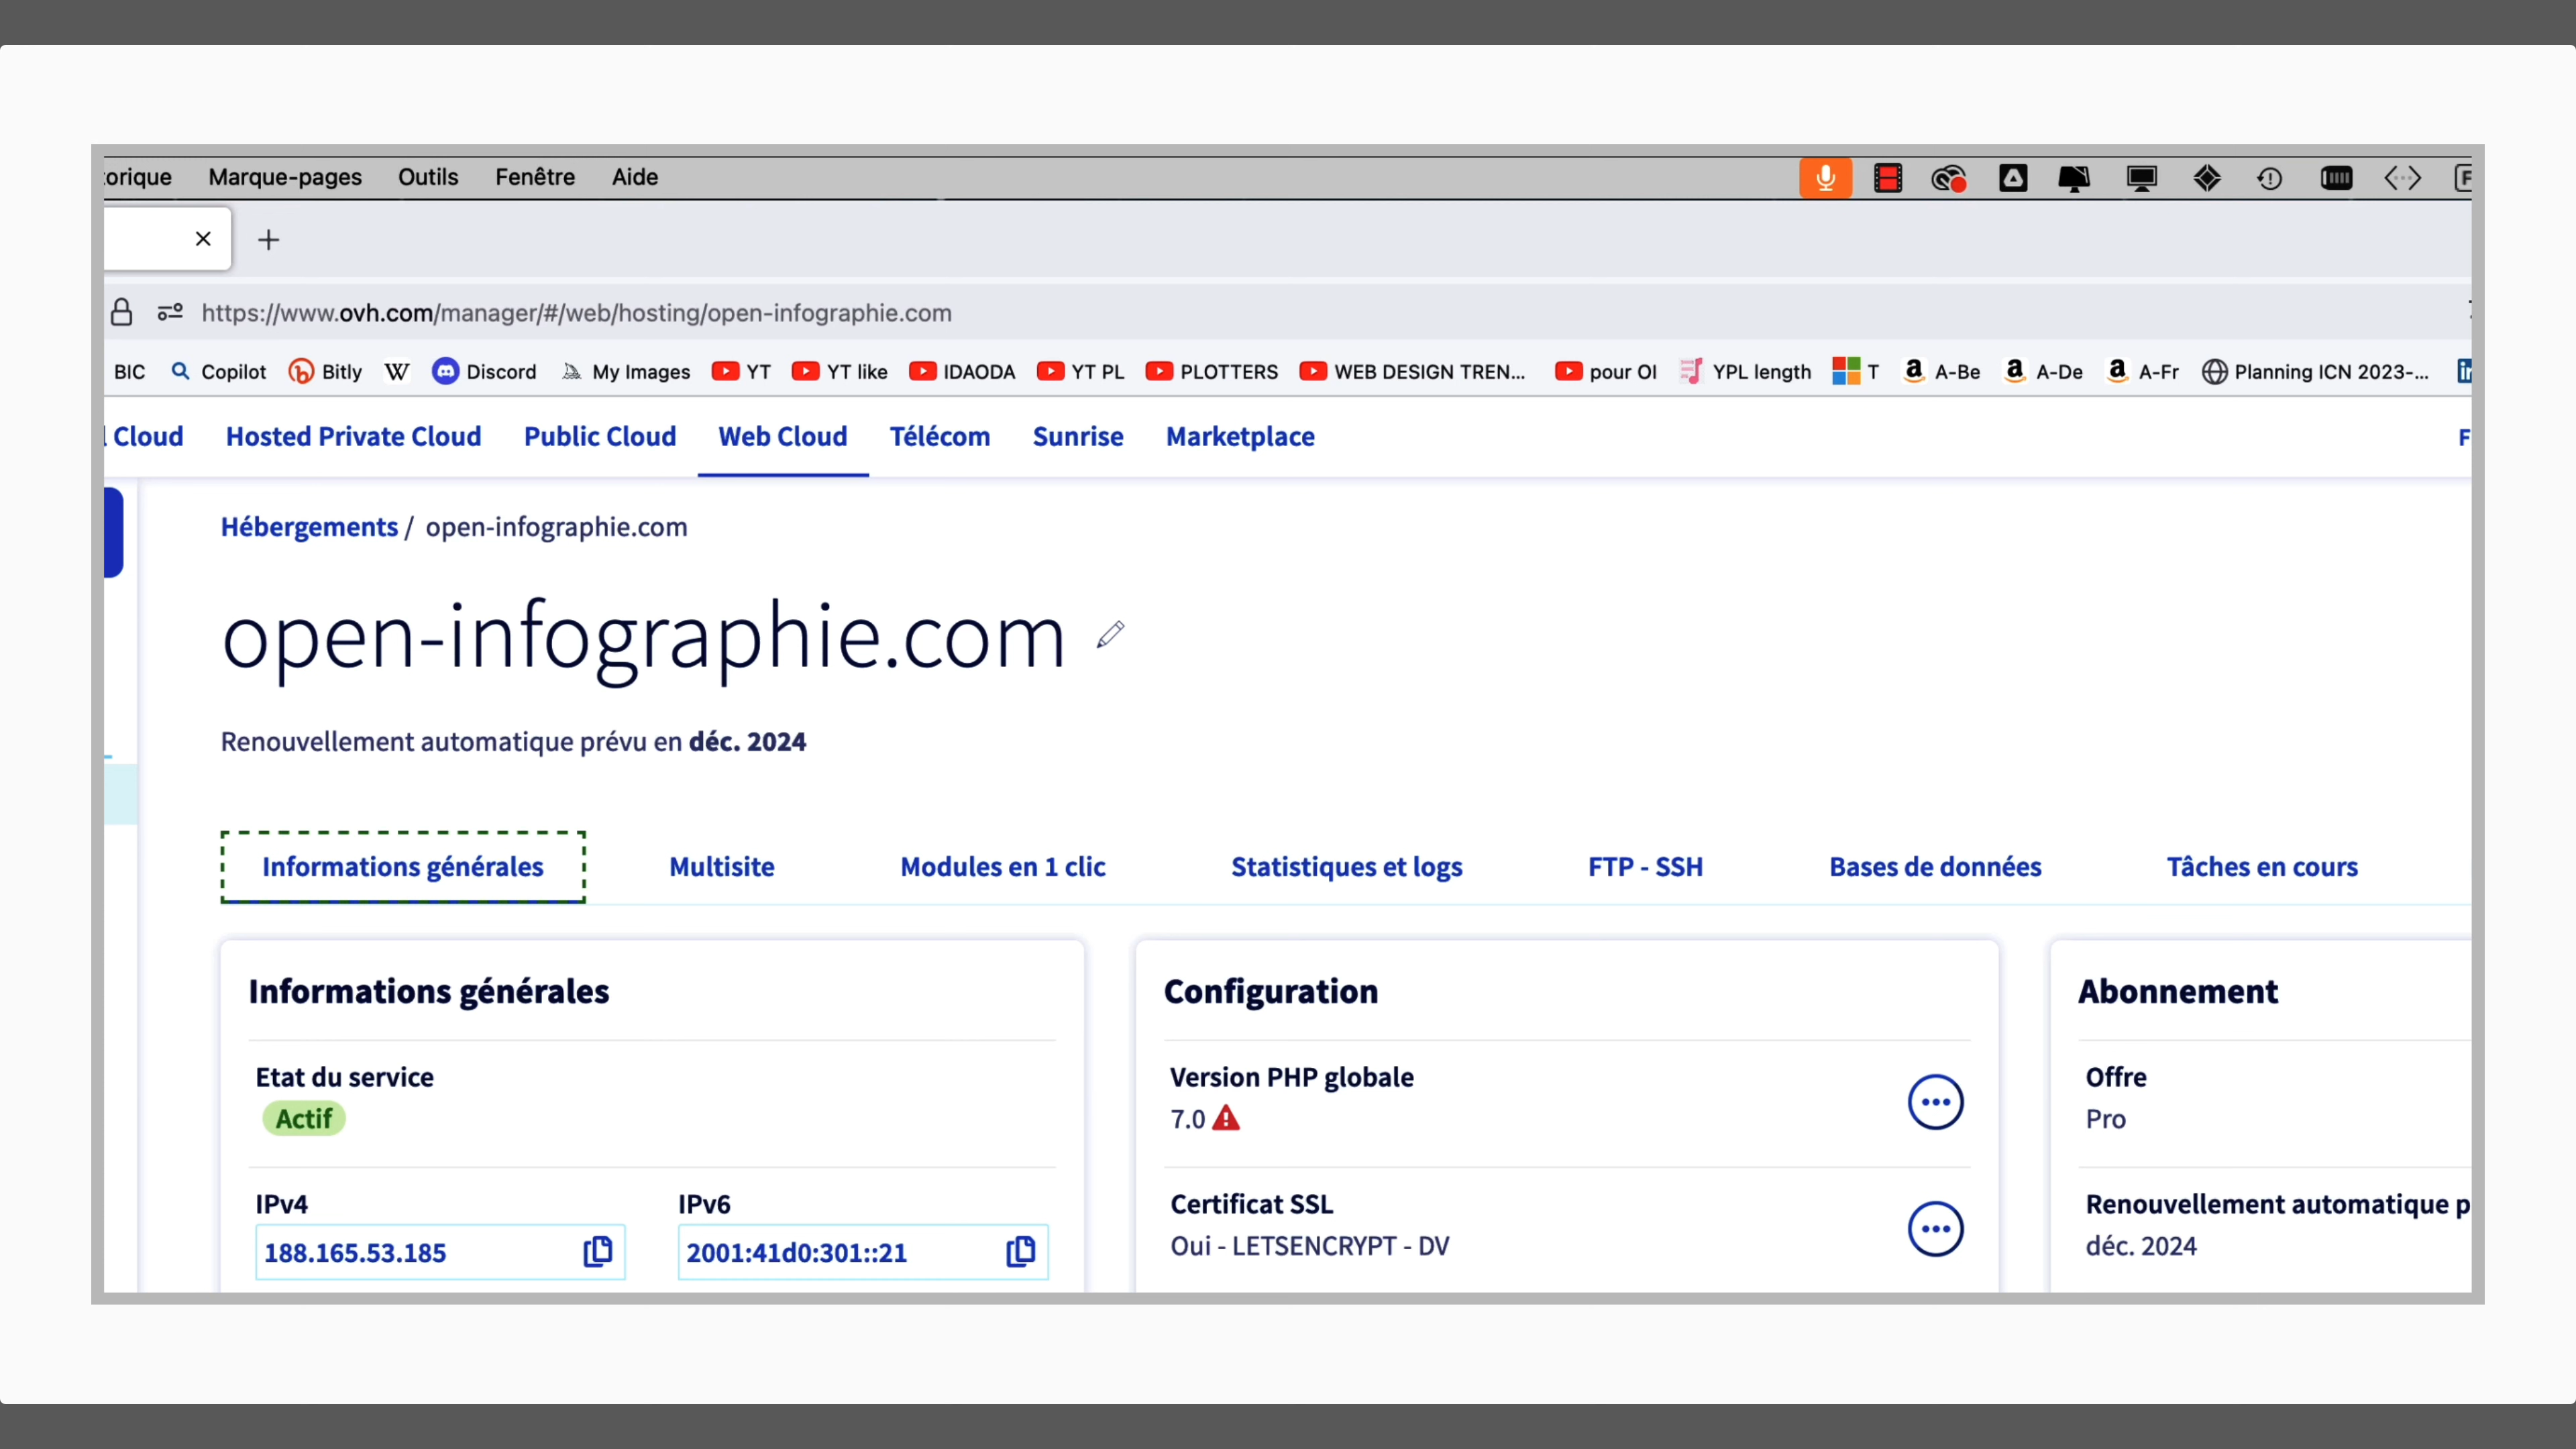 orique Marque-pages Outils Fenêtre Aide
https://www.ovh.com/manager/#/web/hosting/open-infographie.com
BIC Copilot Bitly W Discord My Images YT YT like IDAODA YT PL PLOTTERS WEB DESIGN TREN... pour OI YPL length T A-Be A-De A-Fr Planning ICN 2023-...
Cloud Hosted Private Cloud Public Cloud Web Cloud Télécom Sunrise Marketplace F
Hébergements / open-infographie.com
open-infographie.com
Renouvellement automatique prévu en déc. 2024
Informations générales Multisite Modules en 1 clic Statistiques et logs FTP - SSH Bases de données Tâches en cours
Informations générales
Etat du service
Actif
IPv4 IPv6
188.165.53.185 2001:41d0:301::21
Configuration
Version PHP globale
7.0
Certificat SSL
Oui - LETSENCRYPT - DV
Abonnement
Offre
Pro
Renouvellement automatique p
déc. 2024